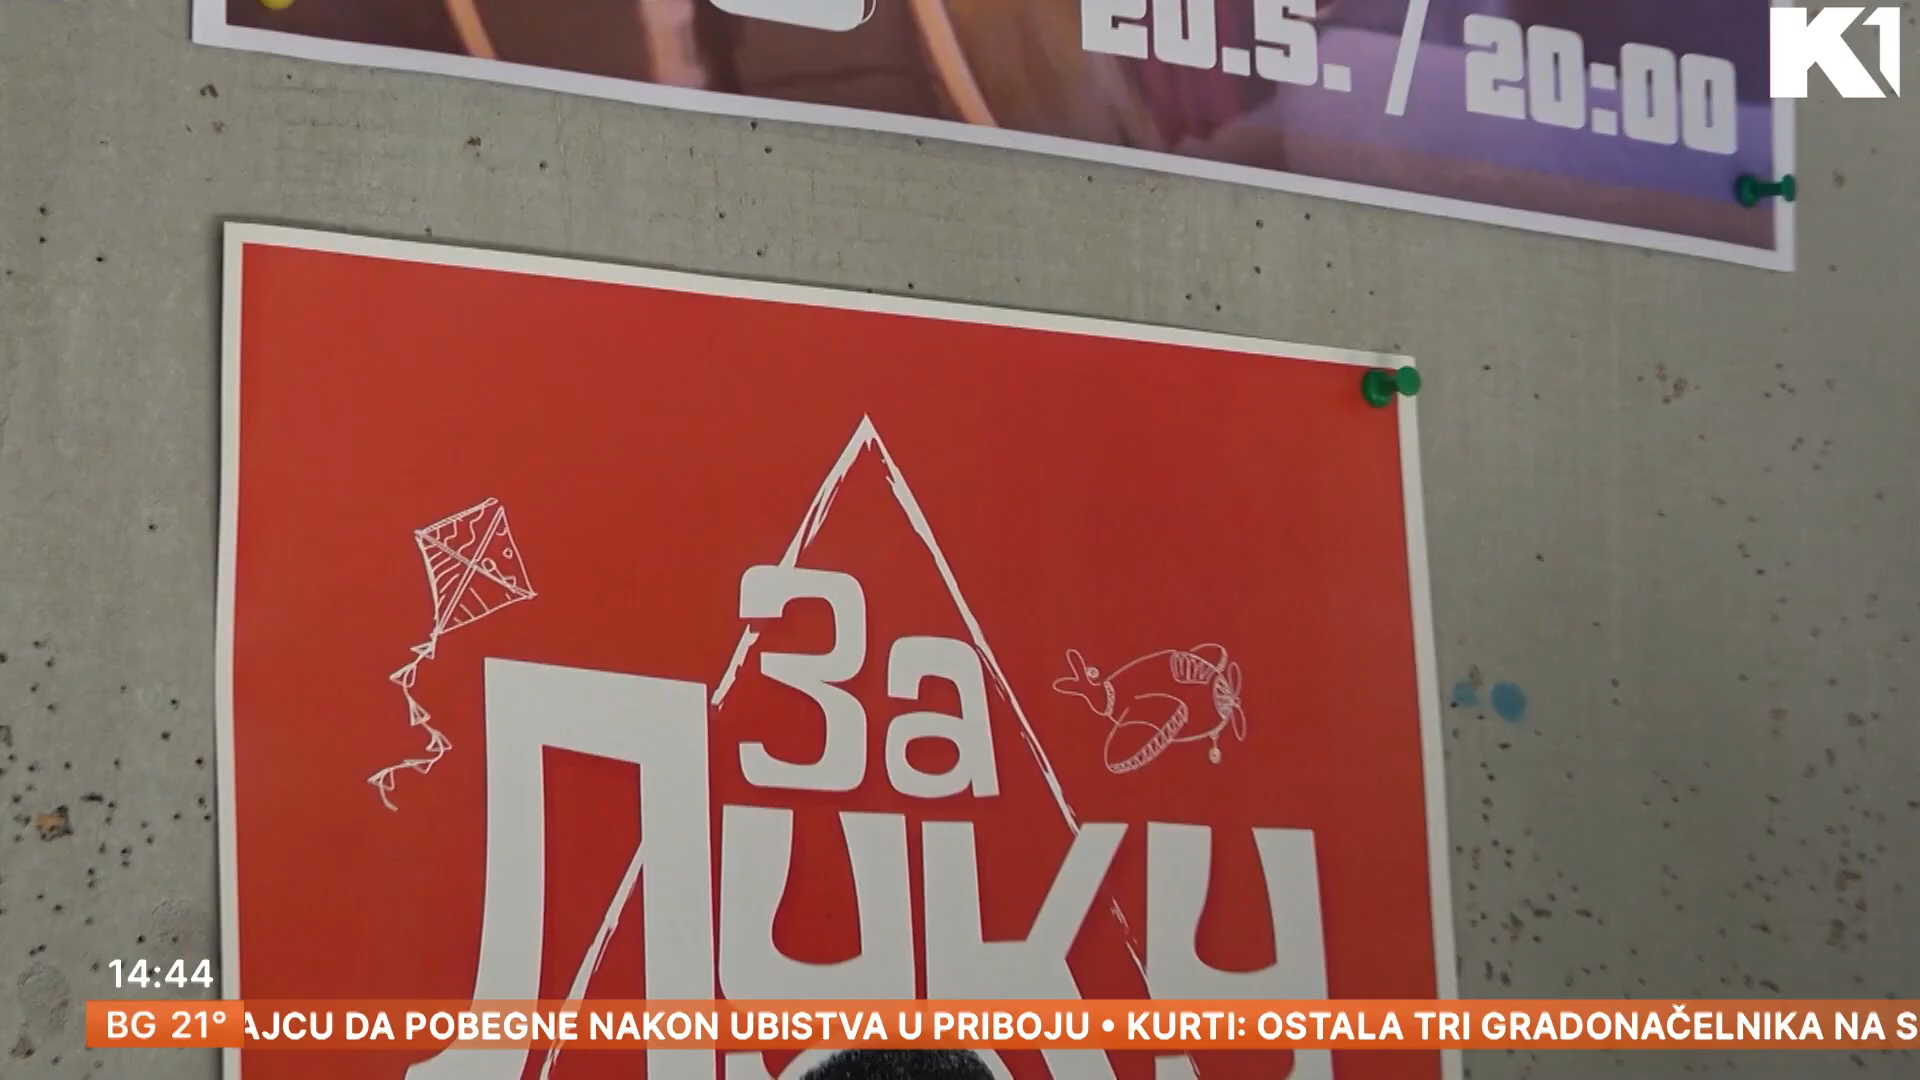 20.5. / 20:00
K1
За
Луку
14:44
BG 21° AJCU DA POBEGNE NAKON UBISTVA U PRIBOJU • KURTI: OSTALA TRI GRADONAČELNIKA NA S